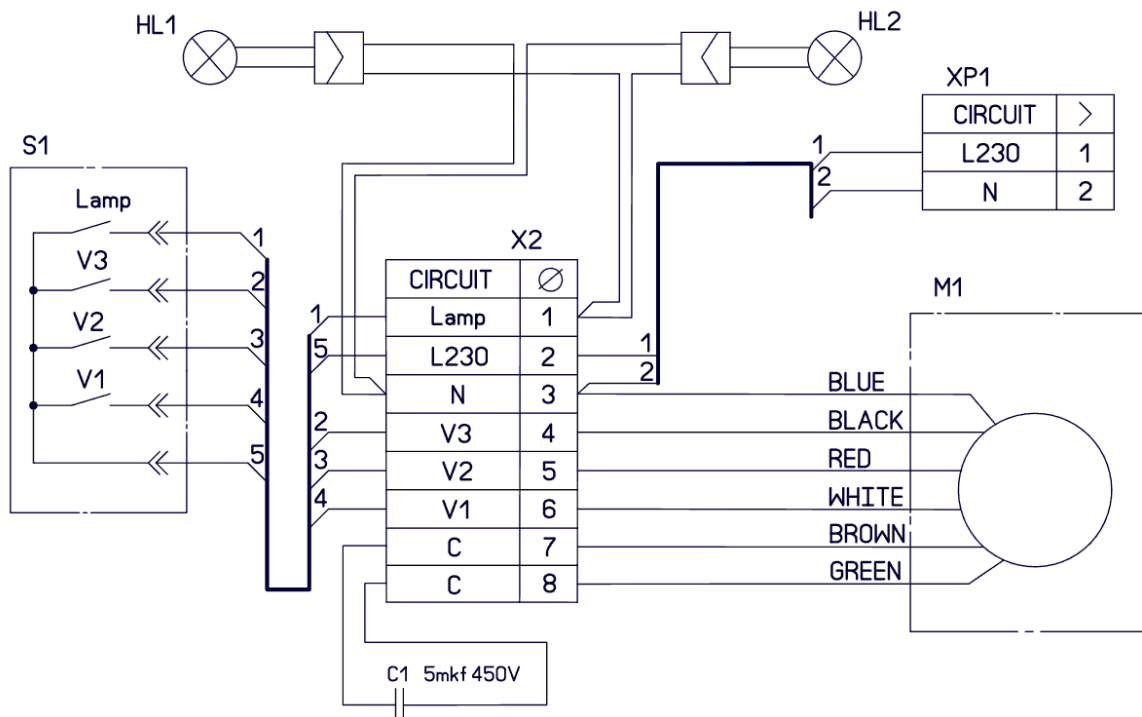 HL1
HL2
XP1
CIRCUIT >
L230 1
N 2
1
2
S1
Lamp
V3
V2
V1
1
2
3
4
5
1
5
2
3
4
X2
CIRCUIT ∅
Lamp 1
L230 2
N 3
V3 4
V2 5
V1 6
C 7
C 8
1
2
M1
BLUE
BLACK
RED
WHITE
BROWN
GREEN
C1 5mkf 450V